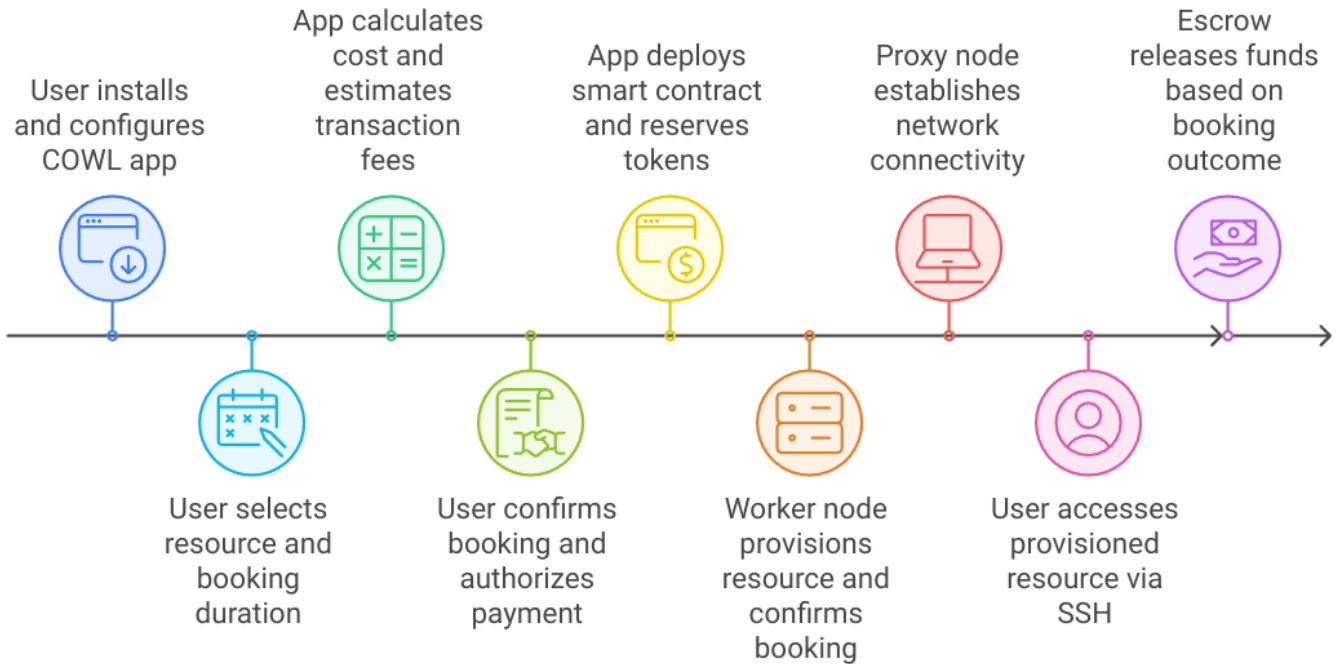 User installs
and configures
COWL app
User selects
resource and
booking
duration
App calculates
cost and
estimates
transaction
fees
User confirms
booking and
authorizes
payment
App deploys
smart contract
and reserves
tokens
Worker node
provisions
resource and
confirms
booking
Proxy node
establishes
network
connectivity
User accesses
provisioned
resource via
SSH
Escrow
releases funds
based on
booking
outcome